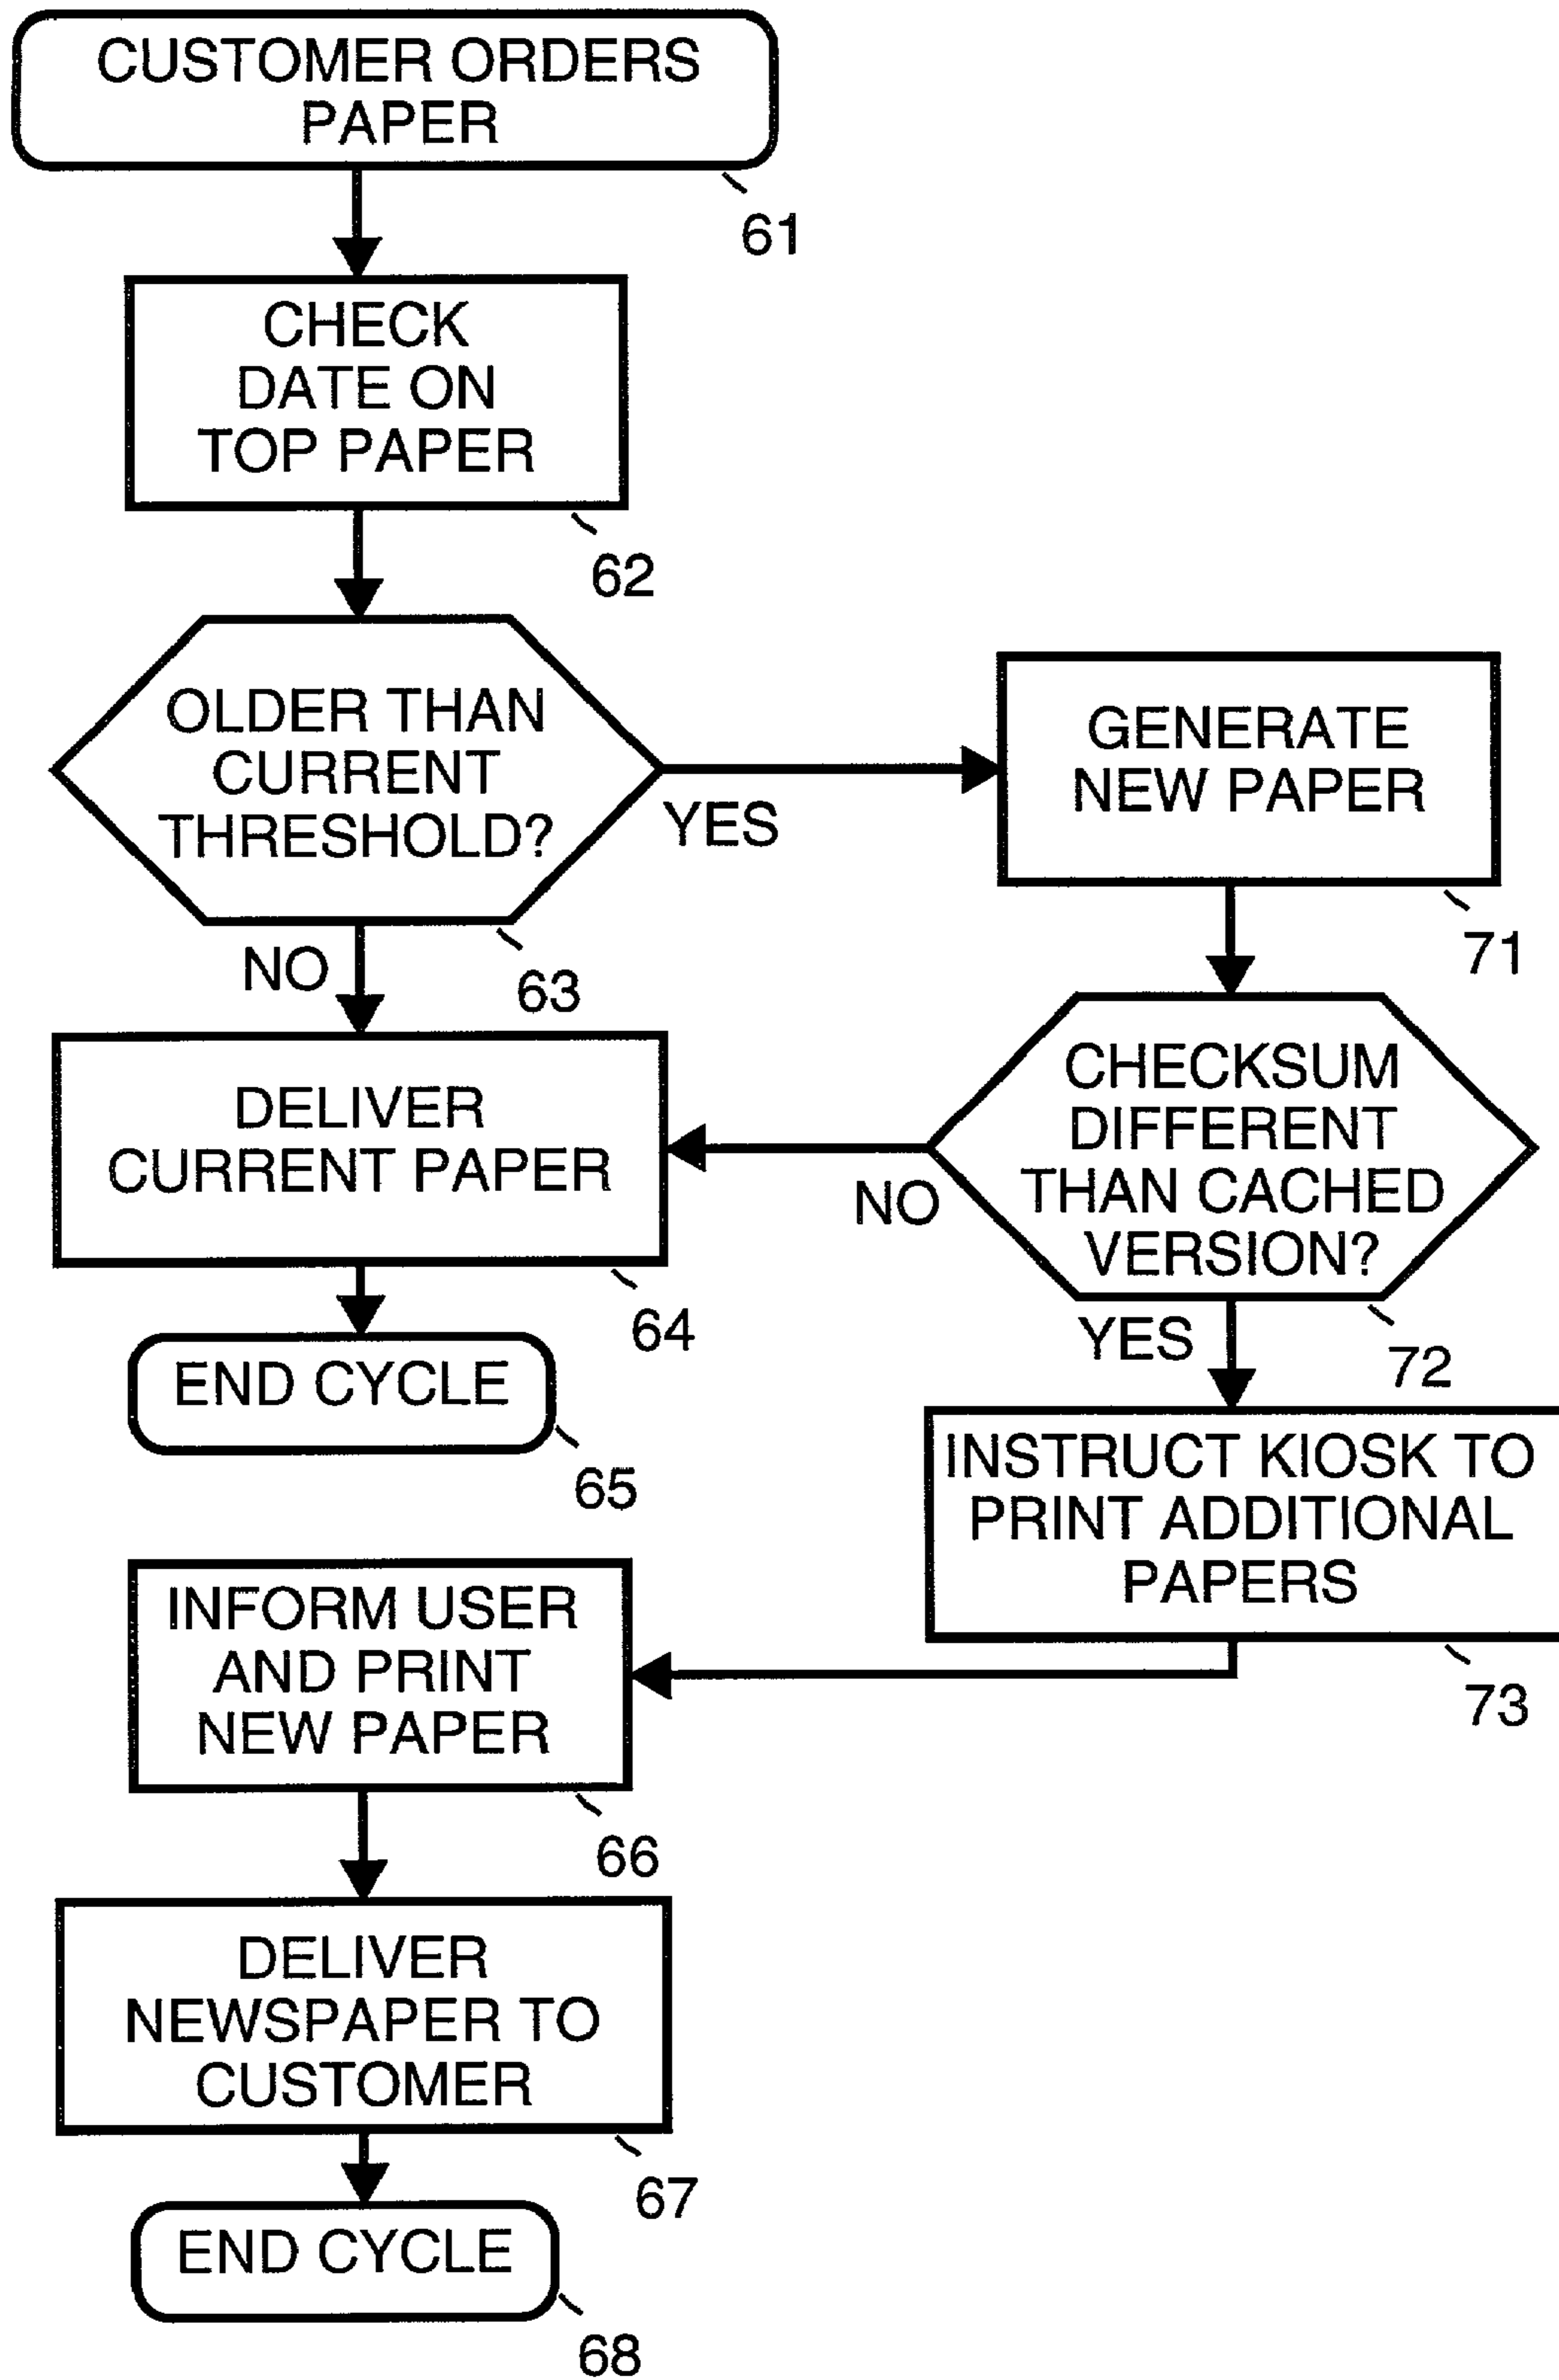 CUSTOMER ORDERS
PAPER
61
CHECK
DATE ON
TOP PAPER
62
OLDER THAN
CURRENT
THRESHOLD?
YES
NO
63
GENERATE
NEW PAPER
71
CHECKSUM
DIFFERENT
THAN CACHED
VERSION?
NO
YES
72
DELIVER
CURRENT PAPER
64
END CYCLE
65
INSTRUCT KIOSK TO
PRINT ADDITIONAL
PAPERS
73
INFORM USER
AND PRINT
NEW PAPER
66
DELIVER
NEWSPAPER TO
CUSTOMER
67
END CYCLE
68